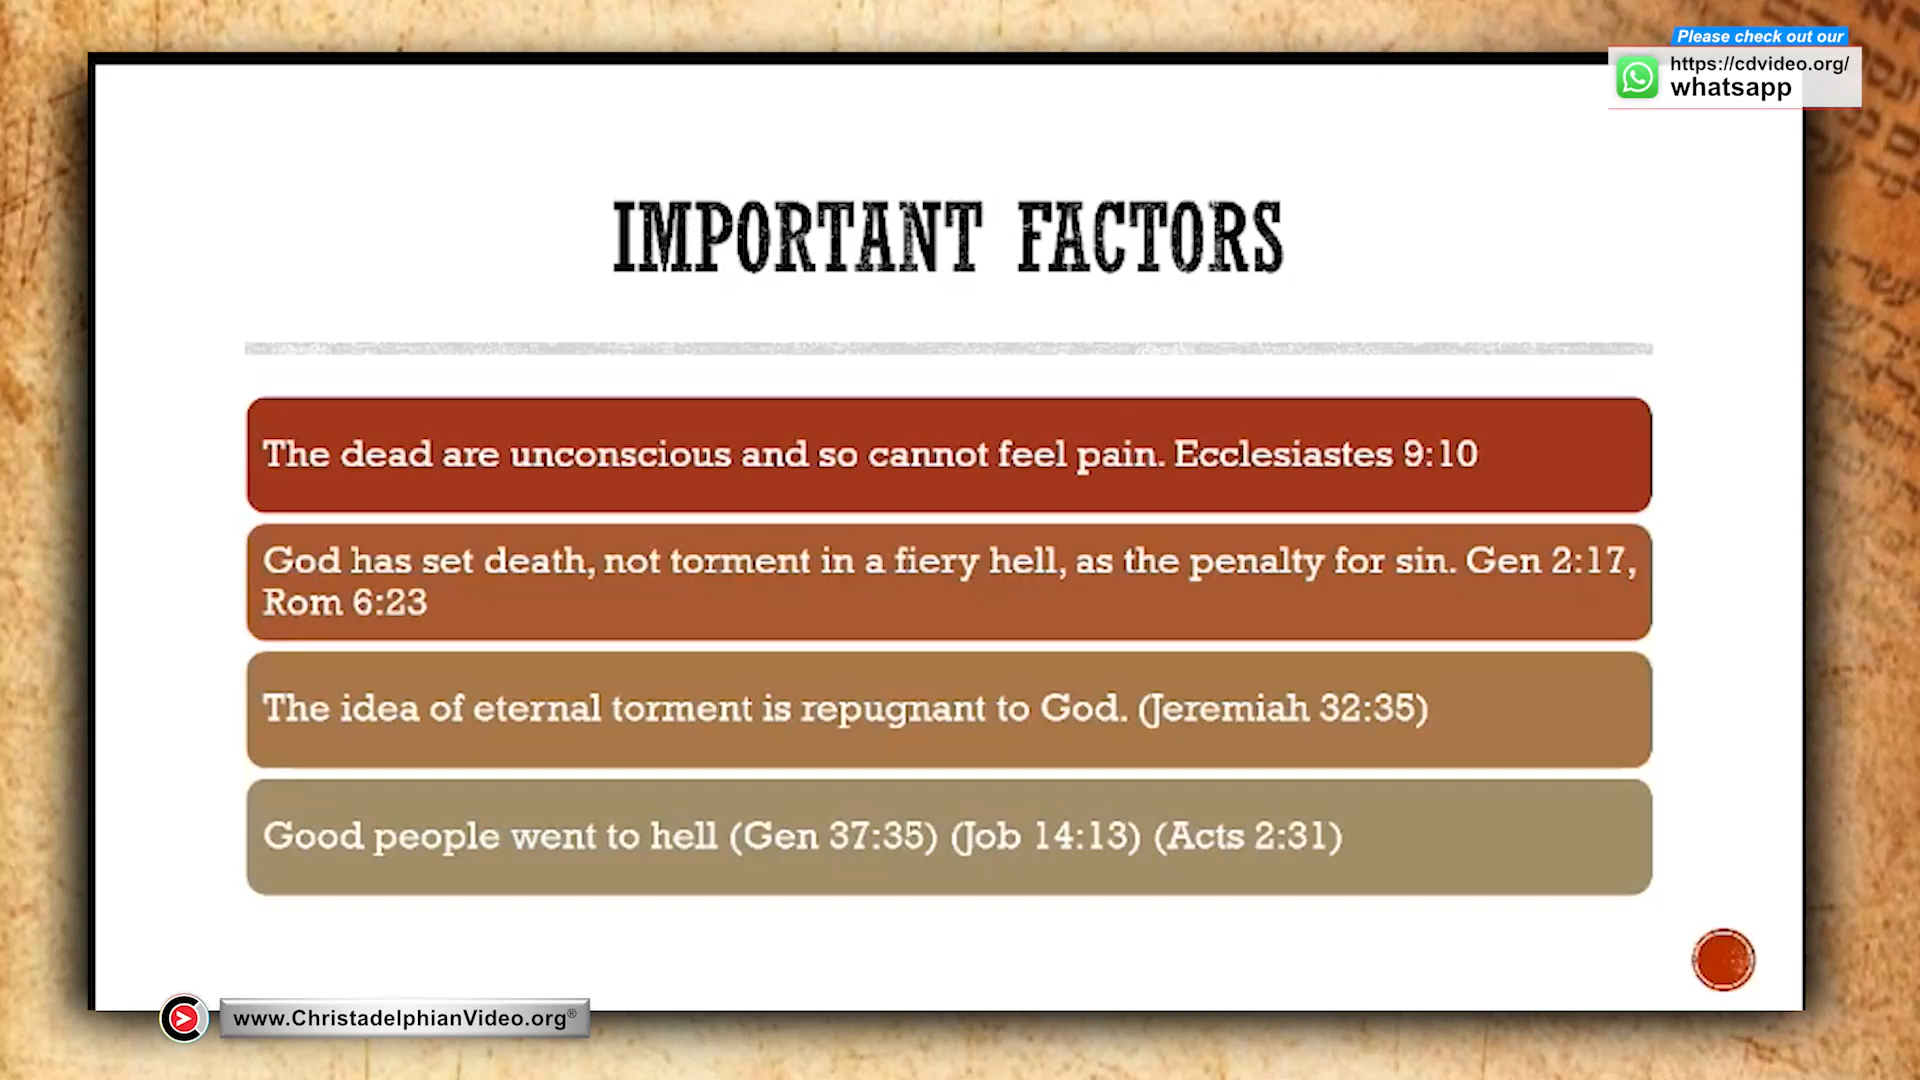 Please check out our
https://cdvideo.org/
whatsapp
IMPORTANT FACTORS
The dead are unconscious and so cannot feel pain. Ecclesiastes 9:10
God has set death, not torment in a fiery hell, as the penalty for sin. Gen 2:17,
Rom 6:23
The idea of eternal torment is repugnant to God. (Jeremiah 32:35)
Good people went to hell (Gen 37:35) (Job 14:13) (Acts 2:31)
www.ChristadelphianVideo.org®